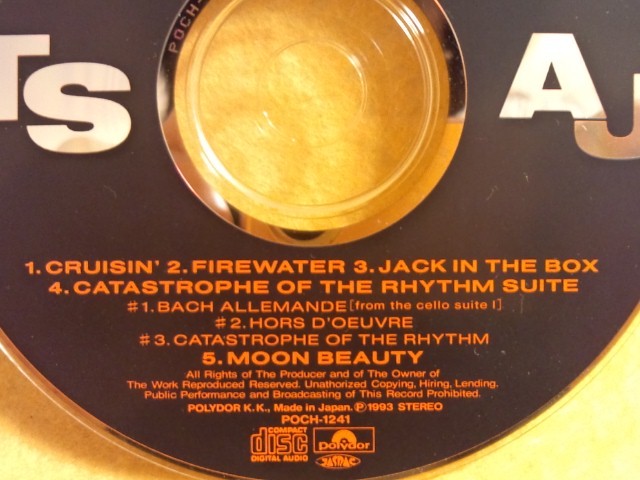 POCH-
TS
AJ
1.CRUISIN' 2.FIREWATER 3.JACK IN THE BOX
4.CATASTROPHE OF THE RHYTHM SUITE
#1.BACH ALLEMANDE[from the cello suite I]
#2.HORS D'OEUVRE
#3.CATASTROPHE OF THE RHYTHM
5.MOON BEAUTY
All Rights of The Producer and of The Owner of
The Work Reproduced Reserved. Unathorized Copying, Hiring, Lending.
Public Performance and Broadcasting of This Record Prohibited.
POLYDOR K.K., Made in Japan.Ⓟ1993 STEREO
POCH-1241
COMPACT disc DIGITAL AUDIO polydor
JASRAC